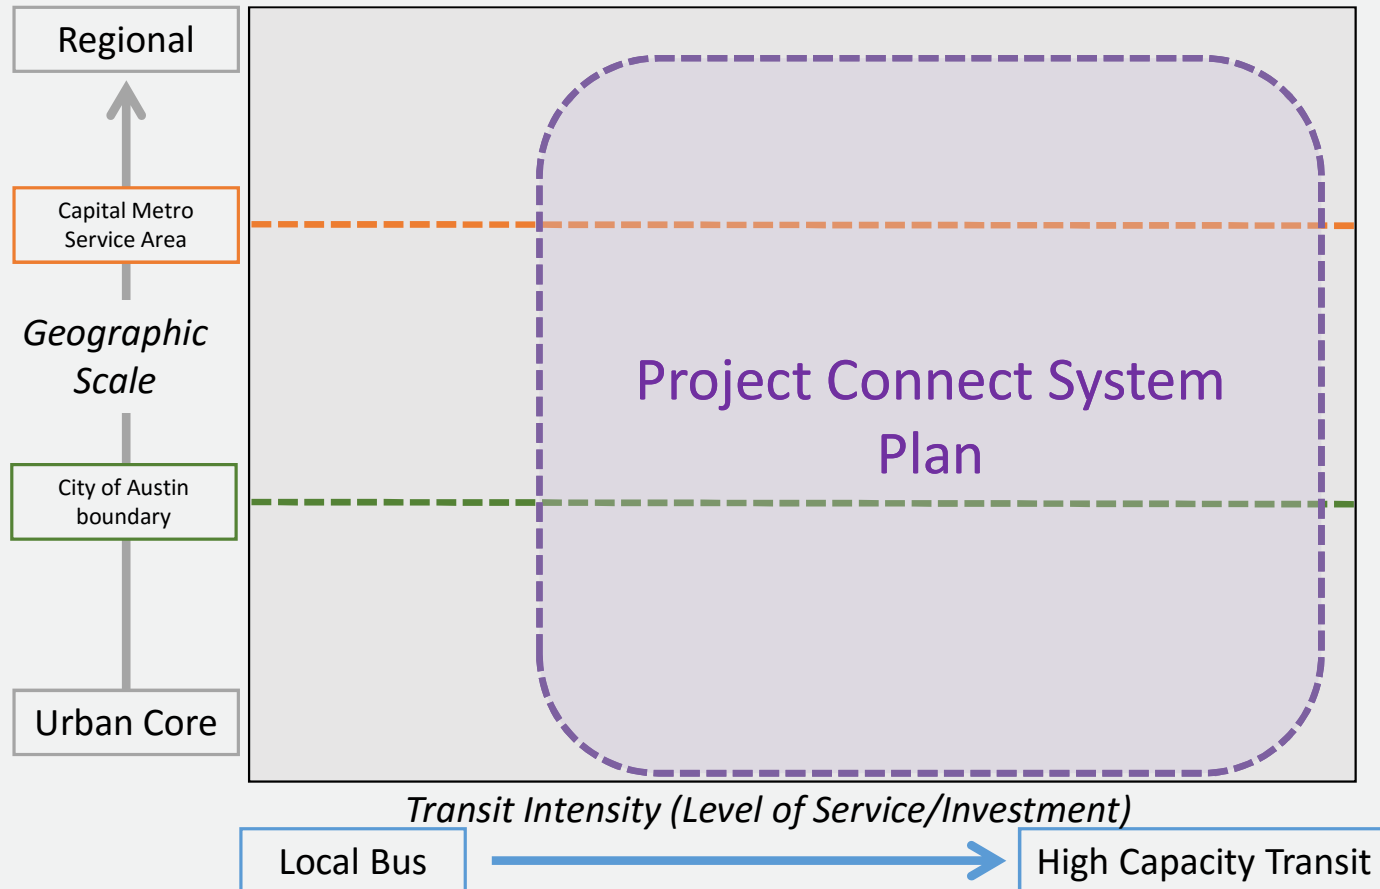 Regional
Capital Metro
Service Area
Geographic
Scale
Project Connect System
Plan
City of Austin
boundary
Urban Core
Transit Intensity (Level of Service/Investment)
Local Bus
High Capacity Transit